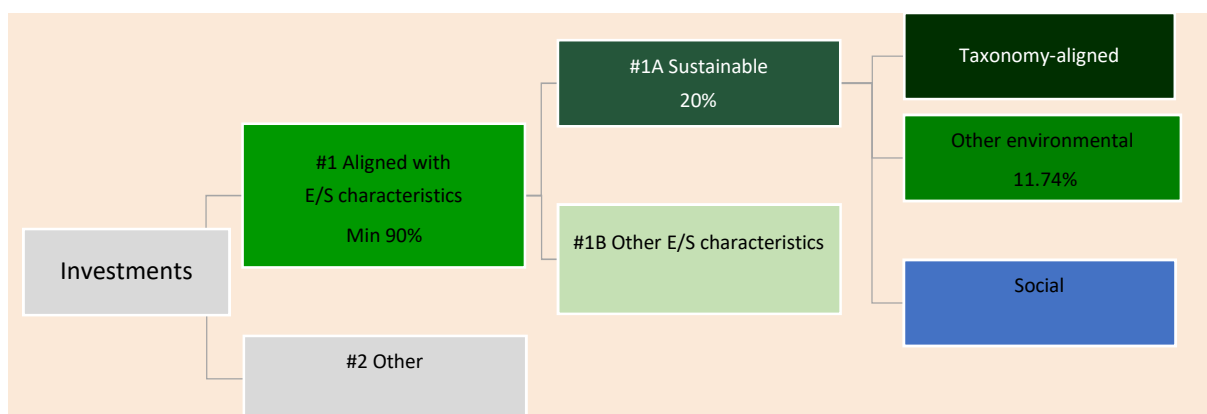 Investments
#1 Aligned with
E/S characteristics
Min 90%
#2 Other
#1A Sustainable
20%
#1B Other E/S characteristics
Taxonomy-aligned
Other environmental
11.74%
Social